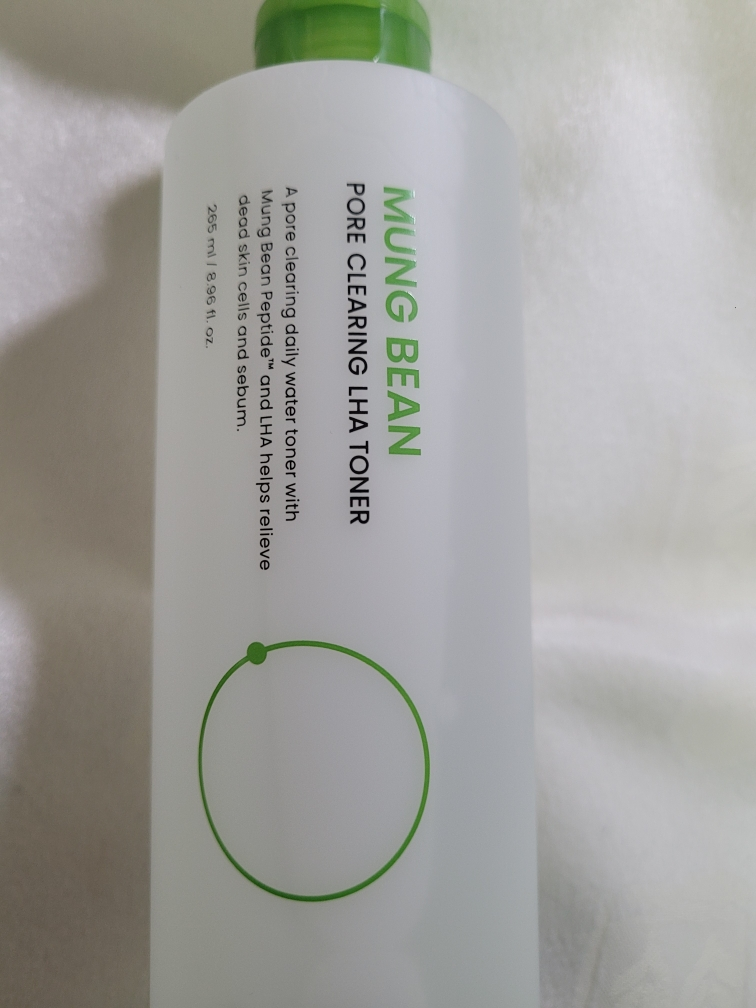 MUNG BEAN
PORE CLEARING LHA TONER
A pore clearing daily water toner with
Mung Bean Peptide™ and LHA helps relieve
dead skin cells and sebum.
265 ml / 8.96 fl. oz.